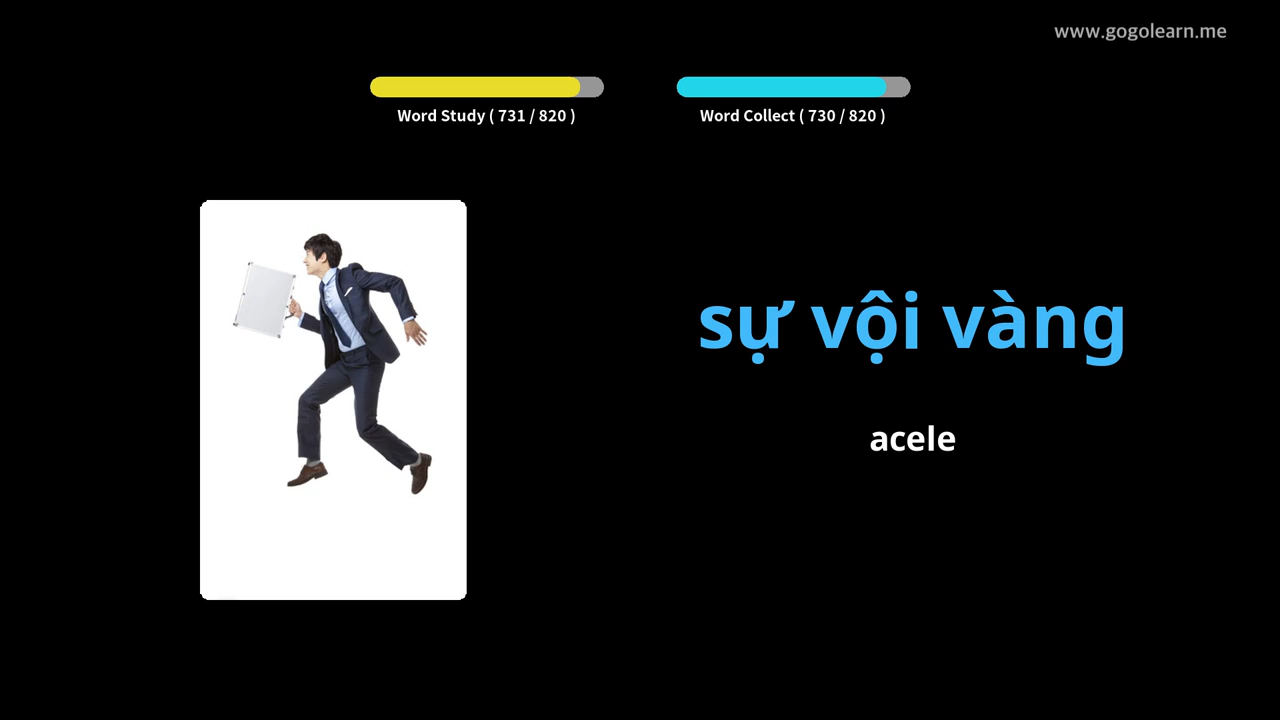 www.gogolearn.me
Word Study ( 731 / 820 )
Word Collect ( 730 / 820 )
sự vội vàng
acele